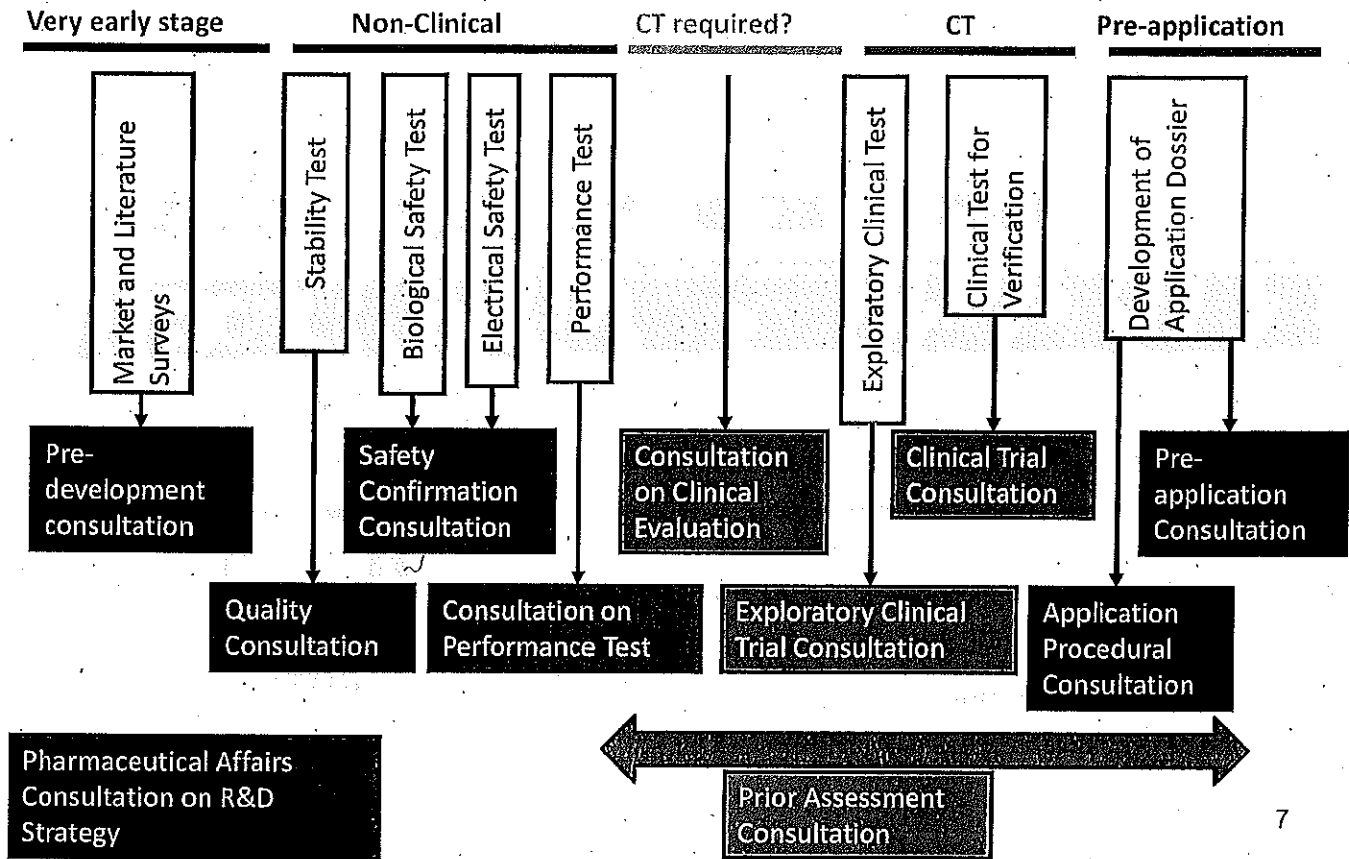 Very early stage
Non-Clinical
CT required?
CT
Pre-application
Market and Literature
Surveys
Stability Test
Biological Safety Test
Electrical Safety Test
Performance Test
Exploratory Clinical Test
Clinical Test for
Verification
Development of
Application Dossier
Pre-
development
consultation
Safety
Confirmation
Consultation
Consultation
on Clinical
Evaluation
Clinical Trial
Consultation
Pre-
application
Consultation
Quality
Consultation
Consultation on
Performance Test
Exploratory Clinical
Trial Consultation
Application
Procedural
Consultation
Pharmaceutical Affairs
Consultation on R&D
Strategy
Prior Assessment
Consultation
7